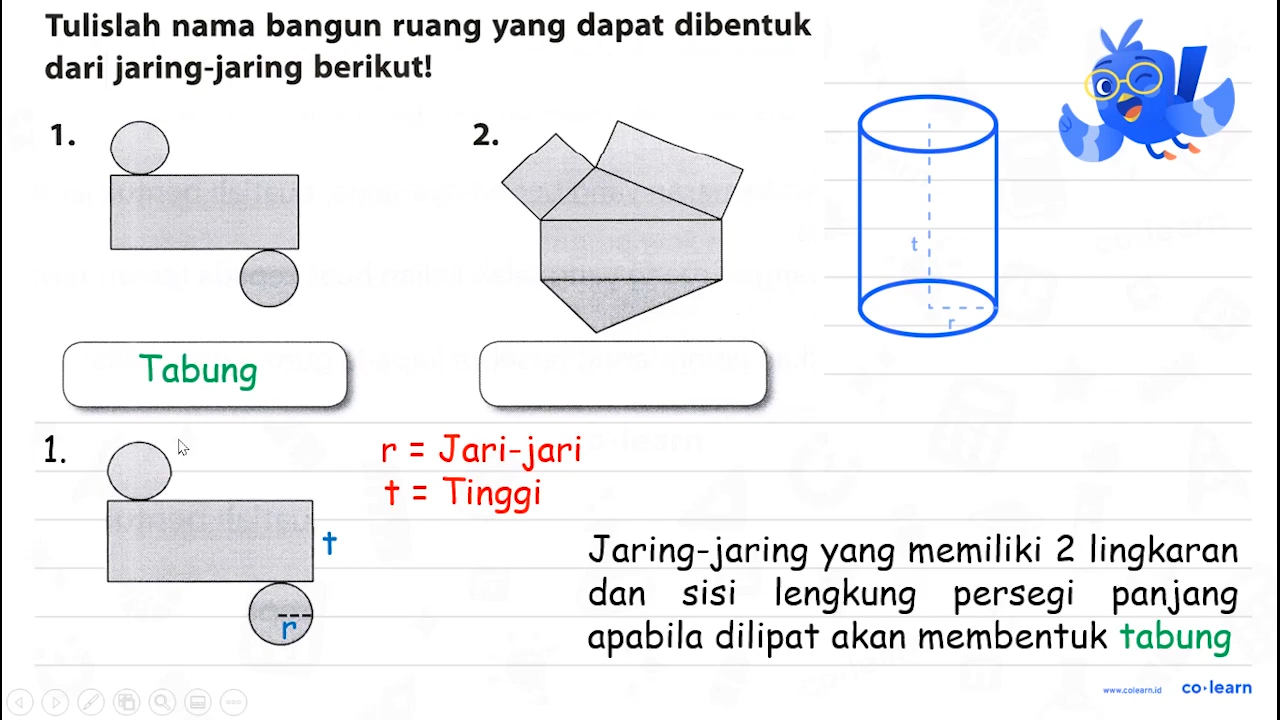 Tulislah nama bangun ruang yang dapat dibentuk
dari jaring-jaring berikut!
1.
2.
t
r
Tabung
1.
r = Jari-jari
t = Tinggi
t
r
Jaring-jaring yang memiliki 2 lingkaran
dan sisi lengkung persegi panjang
apabila dilipat akan membentuk tabung
www.colearn.id
co·learn